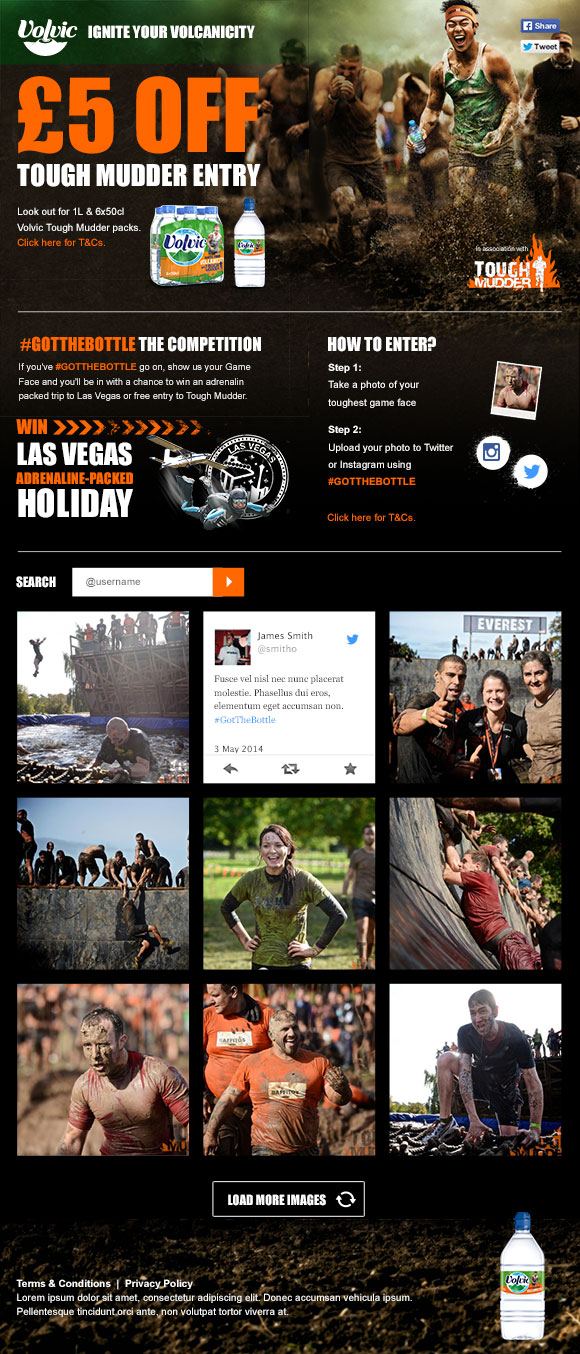 Volvic IGNITE YOUR VOLCANICITY
Share
Tweet
£5 OFF
TOUGH MUDDER ENTRY
Look out for 1L & 6x50cl
Volvic Tough Mudder packs.
Click here for T&Cs.
Volvic
Volvic
In association with
TOUGH
MUDDER
#GOTTHEBOTTLE THE COMPETITION
If you've #GOTTHEBOTTLE go on, show us your Game
Face and you'll be in with a chance to win an adrenalin
packed trip to Las Vegas or free entry to Tough Mudder.
WIN
LAS VEGAS
ADRENALINE-PACKED
HOLIDAY
LAS VEGAS
HOW TO ENTER?
Step 1:
Take a photo of your
toughest game face
Step 2:
Upload your photo to Twitter
or Instagram using
#GOTTHEBOTTLE
Click here for T&Cs.
SEARCH
@username
James Smith
@smitho
Fusce vel nisl nec nunc placerat
molestie. Phasellus dui eros,
elementum eget accumsan non.
#GotTheBottle
3 May 2014
EVEREST
LOAD MORE IMAGES
Volvic
Terms & Conditions | Privacy Policy
Lorem ipsum dolor sit amet, consectetur adipiscing elit. Donec accumsan vehicula ipsum.
Pellentesque tincidunt orci ante, non volutpat tortor viverra at.